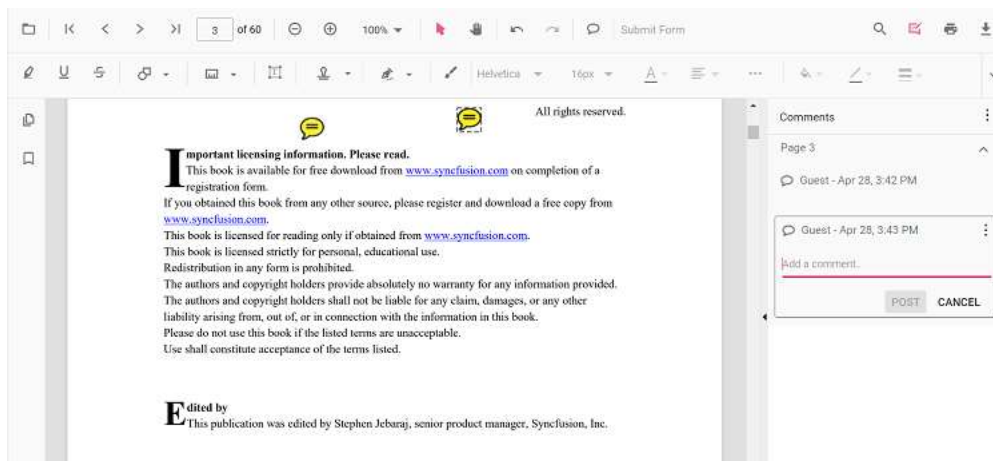 3 of 60 100% Submit Form
Helvetica 16px A
All rights reserved.
Important licensing information. Please read.
This book is available for free download from www.syncfusion.com on completion of a
registration form.
If you obtained this book from any other source, please register and download a free copy from
www.syncfusion.com.
This book is licensed for reading only if obtained from www.syncfusion.com.
This book is licensed strictly for personal, educational use.
Redistribution in any form is prohibited.
The authors and copyright holders provide absolutely no warranty for any information provided.
The authors and copyright holders shall not be liable for any claim, damages, or any other
liability arising from, out of, or in connection with the information in this book.
Please do not use this book if the listed terms are unacceptable.
Use shall constitute acceptance of the terms listed.
Edited by
This publication was edited by Stephen Jebaraj, senior product manager, Syncfusion, Inc.
Comments
Page 3
Guest - Apr 28, 3:42 PM
Guest - Apr 28, 3:43 PM
Add a comment..
POST CANCEL